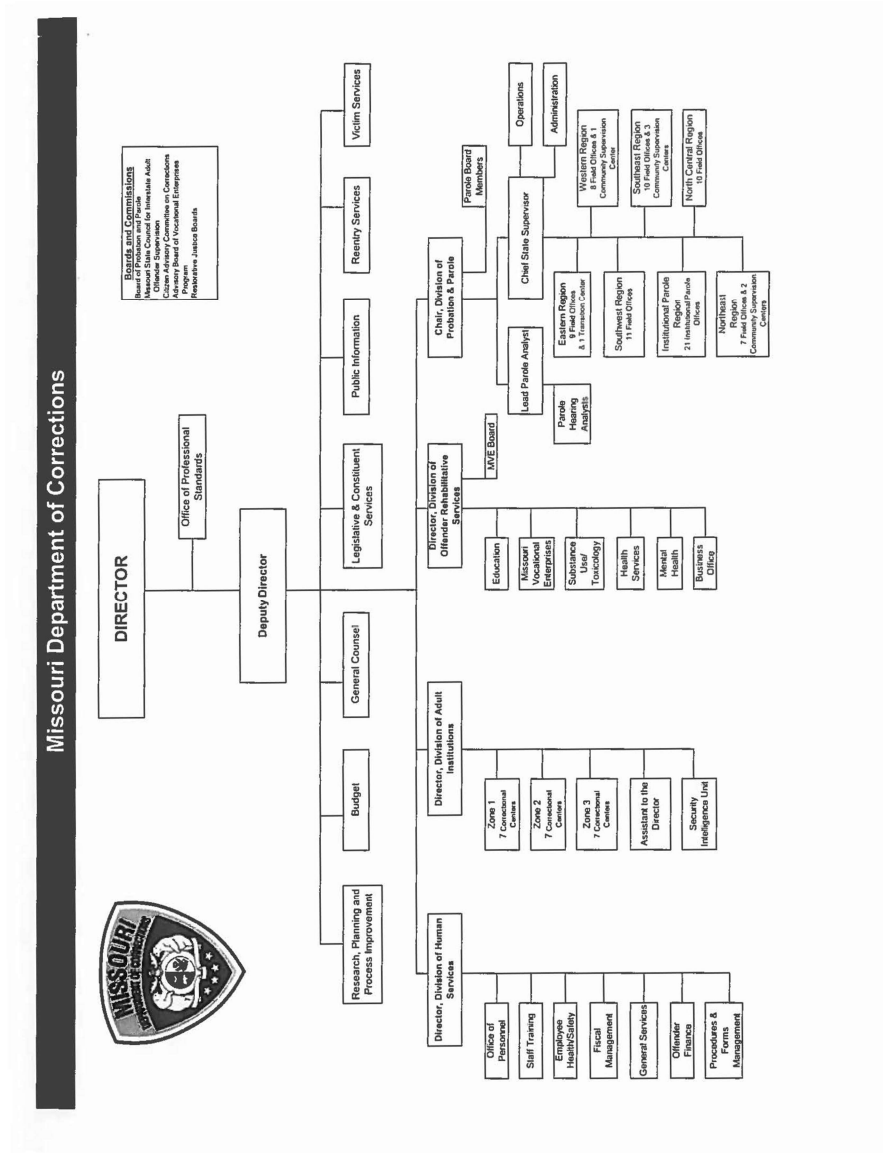 Missouri Department of Corrections
MISSOURI
DEPARTMENT OF CORRECTIONS
DIRECTOR
Office of Professional
Standards
Boards and Commissions
Board of Probation and Parole
Missouri State Council for Interstate Adult
Offender Supervision
Citizen Advisory Committee on Corrections
Advisory Board of Vocational Enterprises
Program
Restorative Justice Boards
Deputy Director
Research, Planning and
Process Improvement
Budget
General Counsel
Legislative & Constituent
Services
Public Information
Reentry Services
Victim Services
Director, Division of Human
Services
Office of
Personnel
Staff Training
Employee
Health/Safety
Fiscal
Management
General Services
Offender
Finance
Procedures &
Forms
Management
Director, Division of Adult
Institutions
Zone 1
7 Correctional
Centers
Zone 2
7 Correctional
Centers
Zone 3
7 Correctional
Centers
Assistant to the
Director
Security
Intelligence Unit
Director, Division of
Offender Rehabilitative
Services
MVE Board
Education
Missouri
Vocational
Enterprises
Substance
Use/
Toxicology
Health
Services
Mental
Health
Business
Office
Chair, Division of
Probation & Parole
Parole Board
Members
Lead Parole Analyst
Parole
Hearing
Analysts
Chief State Supervisor
Operations
Administration
Eastern Region
9 Field Offices
& 1 Transition Center
Western Region
8 Field Offices & 1
Community Supervision
Center
Southwest Region
11 Field Offices
Southeast Region
10 Field Offices & 3
Community Supervision
Centers
Institutional Parole
Region
21 Institutional Parole
Offices
North Central Region
10 Field Offices
Northeast
Region
7 Field Offices & 2
Community Supervision
Centers